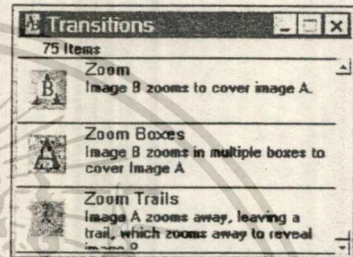 Transitions
75 Items
Zoom
Image B zooms to cover image A.
Zoom Boxes
Image B zooms in multiple boxes to
cover Image A
Zoom Trails
Image A zooms away, leaving a
trail, which zooms away to reveal
image B